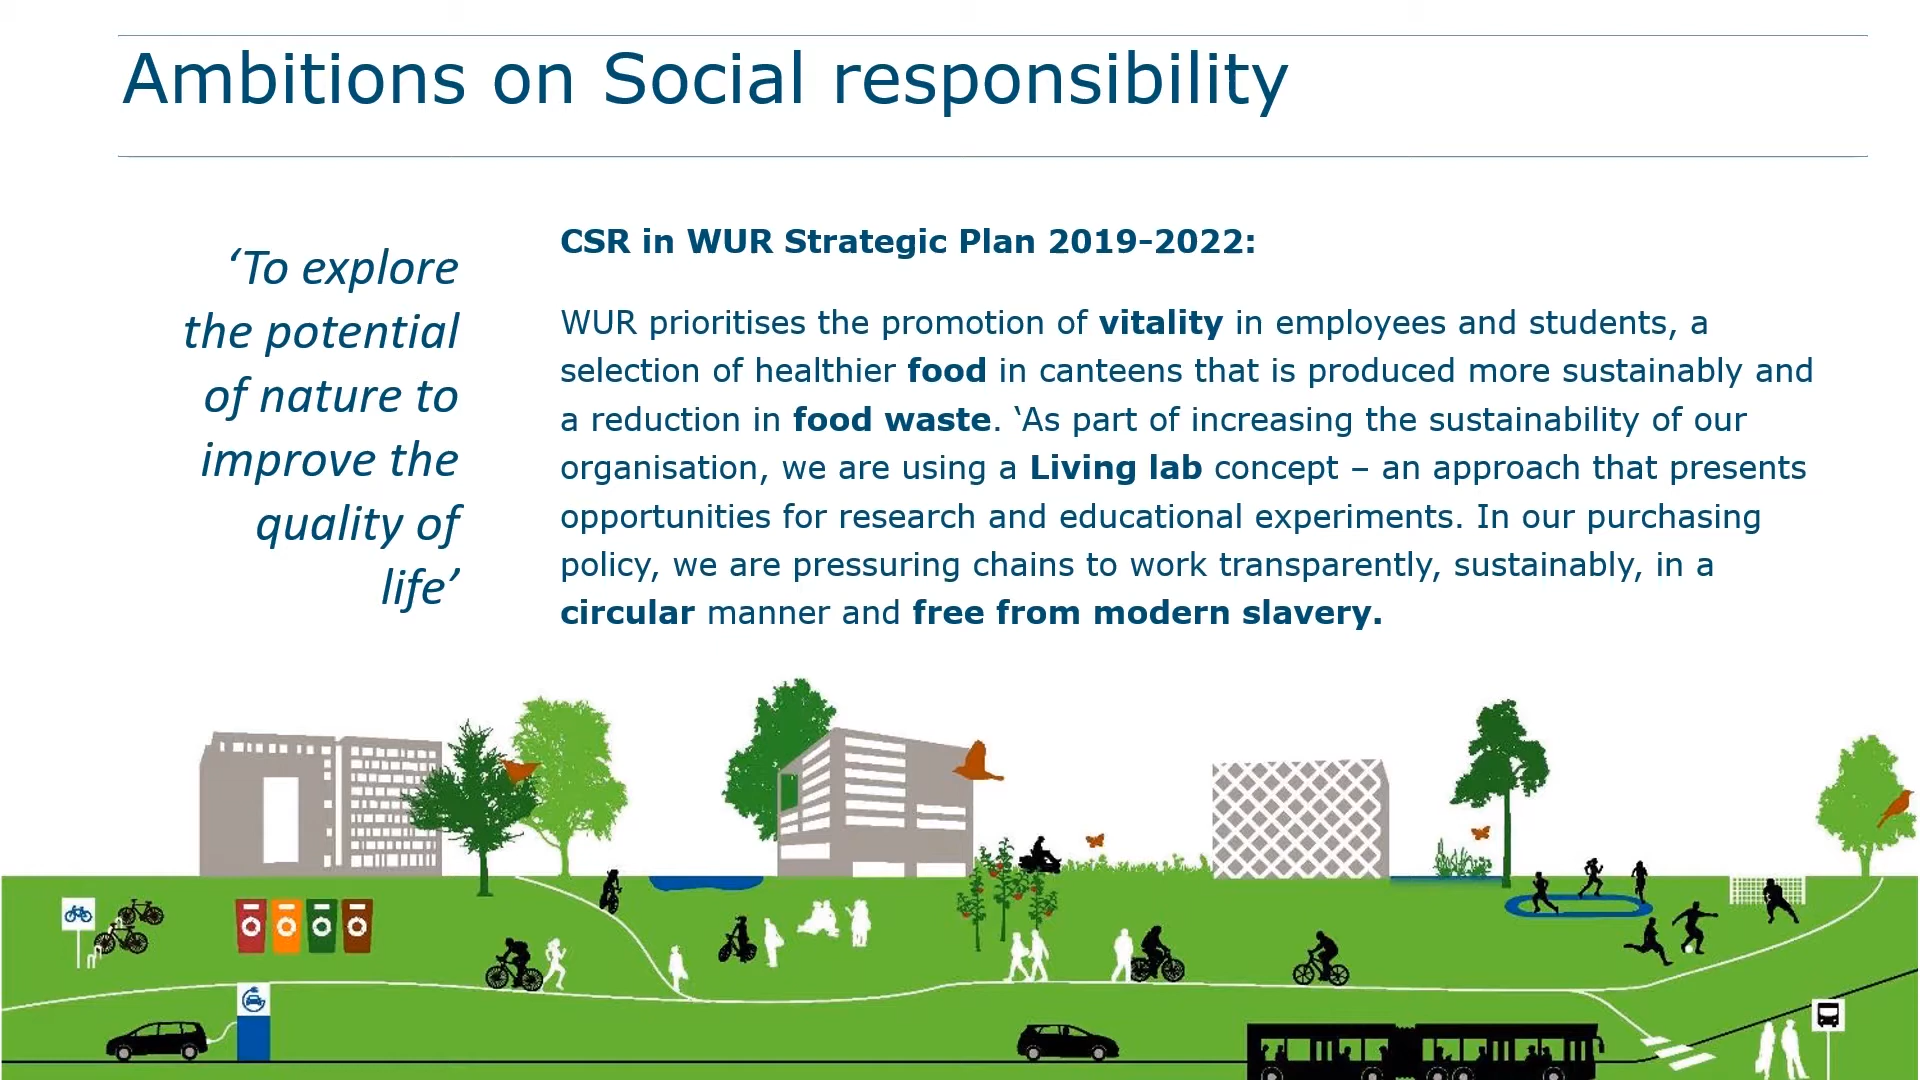 Ambitions on Social responsibility
‘To explore
the potential
of nature to
improve the
quality of
life’
CSR in WUR Strategic Plan 2019-2022:
WUR prioritises the promotion of vitality in employees and students, a
selection of healthier food in canteens that is produced more sustainably and
a reduction in food waste. ‘As part of increasing the sustainability of our
organisation, we are using a Living lab concept – an approach that presents
opportunities for research and educational experiments. In our purchasing
policy, we are pressuring chains to work transparently, sustainably, in a
circular manner and free from modern slavery.